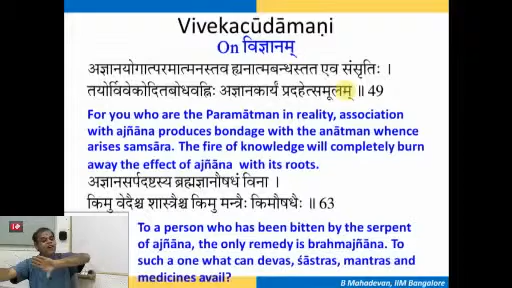 Vivekacūdāmaṇi
On विज्ञानम्
अज्ञानयोगात्परमात्मनस्तव ह्यनात्मबन्धस्तत एव संसृतिः ।
तयोर्विवेकोदितबोधवह्निः अज्ञानकार्यं प्रदहेत्समूलम् ॥ 49
For you who are the Paramātman in reality, association
with ajñāna produces bondage with the anātman whence
arises samsāra. The fire of knowledge will completely burn
away the effect of ajñāna with its roots.
अज्ञानसर्पदष्टस्य ब्रह्मज्ञानौषधं विना ।
किमु वेदैश्च शास्त्रैश्च किमु मन्त्रैः किमौषधैः ॥ 63
To a person who has been bitten by the serpent
of ajñāna, the only remedy is brahmajñāna. To
such a one what can devas, śāstras, mantras and
medicines avail?
B Mahadevan, IIM Bangalore